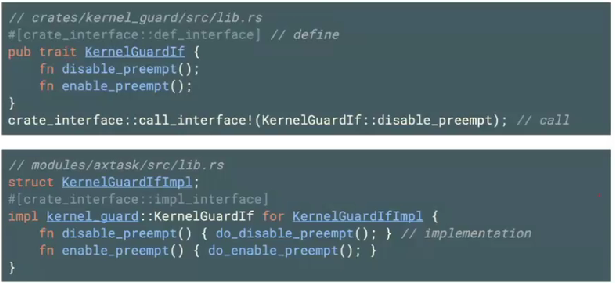 // crates/kernel_guard/src/lib.rs
#[crate_interface::def_interface] // define
pub trait KernelGuardIf {
    fn disable_preempt();
    fn enable_preempt();
}
crate_interface::call_interface!(KernelGuardIf::disable_preempt); // call
// modules/axtask/src/lib.rs
struct KernelGuardIfImpl;
#[crate_interface::impl_interface]
impl kernel_guard::KernelGuardIf for KernelGuardIfImpl {
    fn disable_preempt() { do_disable_preempt(); } // implementation
    fn enable_preempt() { do_enable_preempt(); }
}